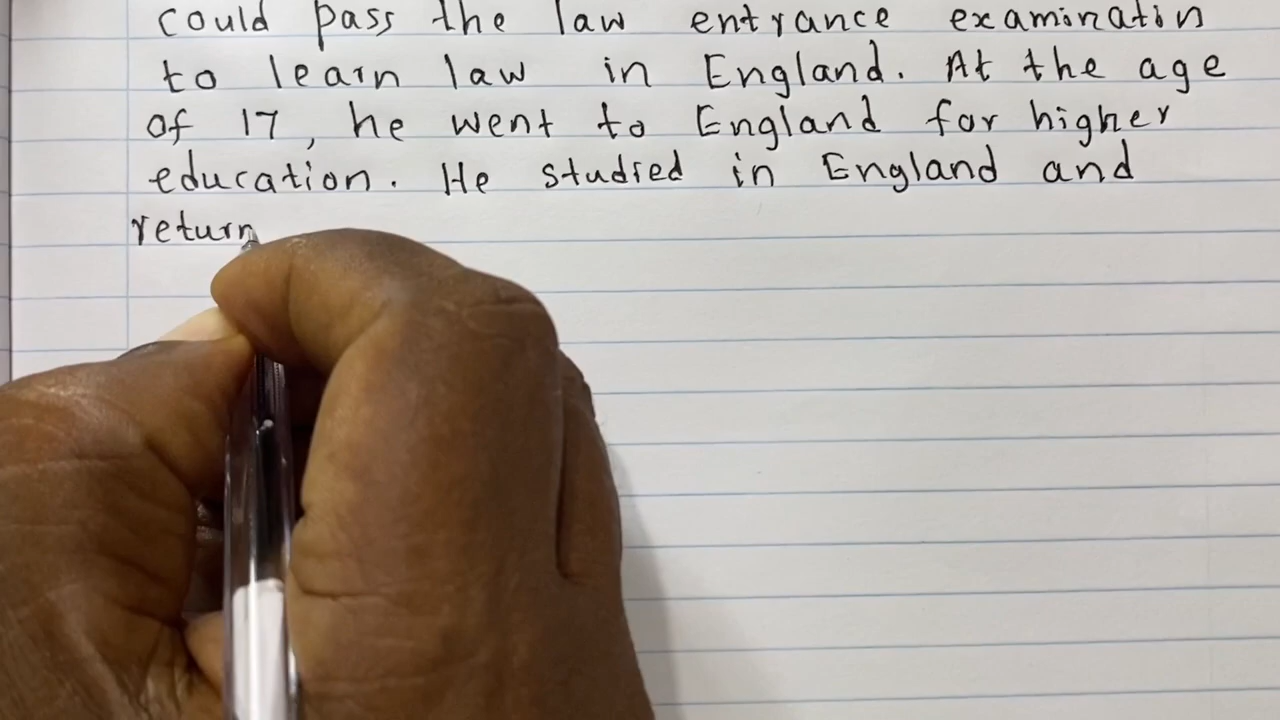 could pass the law entrance examinatin
to learn law in England. At the age
of 17, he went to England for higher
education. He studied in England and
return